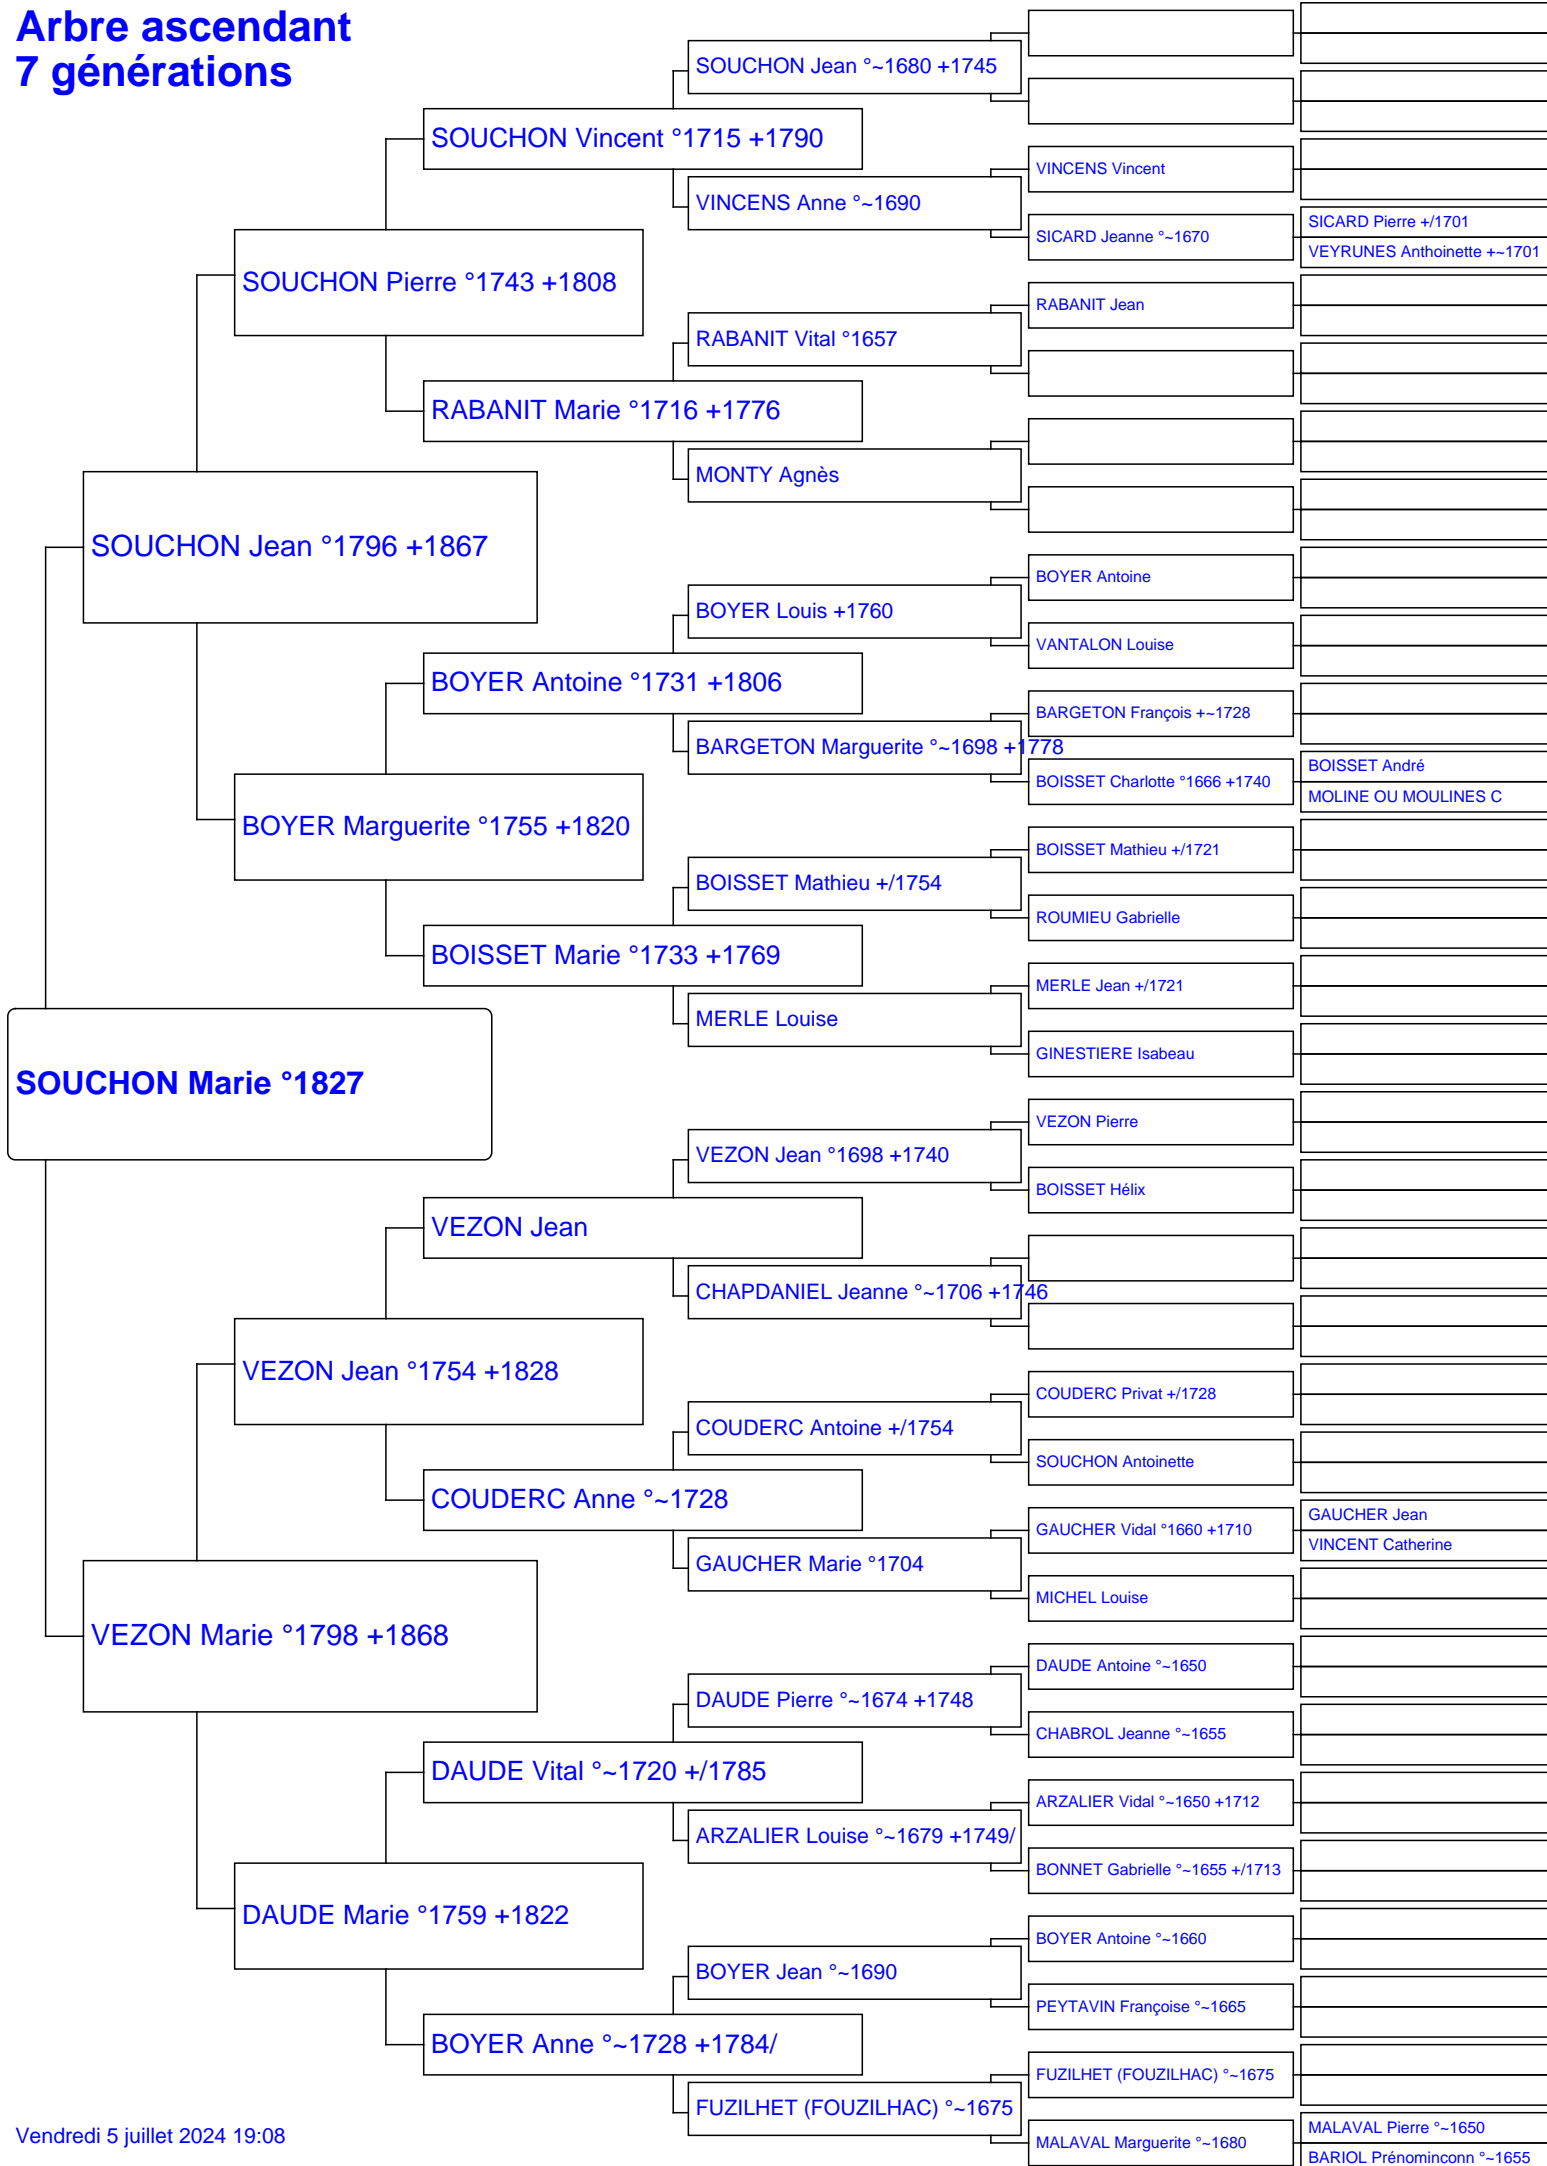 Arbre ascendant
7 générations
SOUCHON Marie °1827
SOUCHON Jean °1796 +1867
VEZON Marie °1798 +1868
SOUCHON Pierre °1743 +1808
BOYER Marguerite °1755 +1820
VEZON Jean °1754 +1828
DAUDE Marie °1759 +1822
SOUCHON Vincent °1715 +1790
RABANIT Marie °1716 +1776
BOYER Antoine °1731 +1806
BOISSET Marie °1733 +1769
VEZON Jean
COUDERC Anne °~1728
DAUDE Vital °~1720 +/1785
BOYER Anne °~1728 +1784/
SOUCHON Jean °~1680 +1745
VINCENS Anne °~1690
RABANIT Vital °1657
MONTY Agnès
BOYER Louis +1760
BARGETON Marguerite °~1698 +1778
BOISSET Mathieu +/1754
MERLE Louise
VEZON Jean °1698 +1740
CHAPDANIEL Jeanne °~1706 +1746
COUDERC Antoine +/1754
GAUCHER Marie °1704
DAUDE Pierre °~1674 +1748
ARZALIER Louise °~1679 +1749/
BOYER Jean °~1690
FUZILHET (FOUZILHAC) °~1675
VINCENS Vincent
SICARD Jeanne °~1670
RABANIT Jean
BOYER Antoine
VANTALON Louise
BARGETON François +~1728
BOISSET Charlotte °1666 +1740
BOISSET Mathieu +/1721
ROUMIEU Gabrielle
MERLE Jean +/1721
GINESTIERE Isabeau
VEZON Pierre
BOISSET Hélix
COUDERC Privat +/1728
SOUCHON Antoinette
GAUCHER Vidal °1660 +1710
MICHEL Louise
DAUDE Antoine °~1650
CHABROL Jeanne °~1655
ARZALIER Vidal °~1650 +1712
BONNET Gabrielle °~1655 +/1713
BOYER Antoine °~1660
PEYTAVIN Françoise °~1665
FUZILHET (FOUZILHAC) °~1675
MALAVAL Marguerite °~1680
SICARD Pierre +/1701
VEYRUNES Anthoinette +~1701
BOISSET André
MOLINE OU MOULINES C
GAUCHER Jean
VINCENT Catherine
MALAVAL Pierre °~1650
BARIOL Prénominconn °~1655
Vendredi 5 juillet 2024 19:08